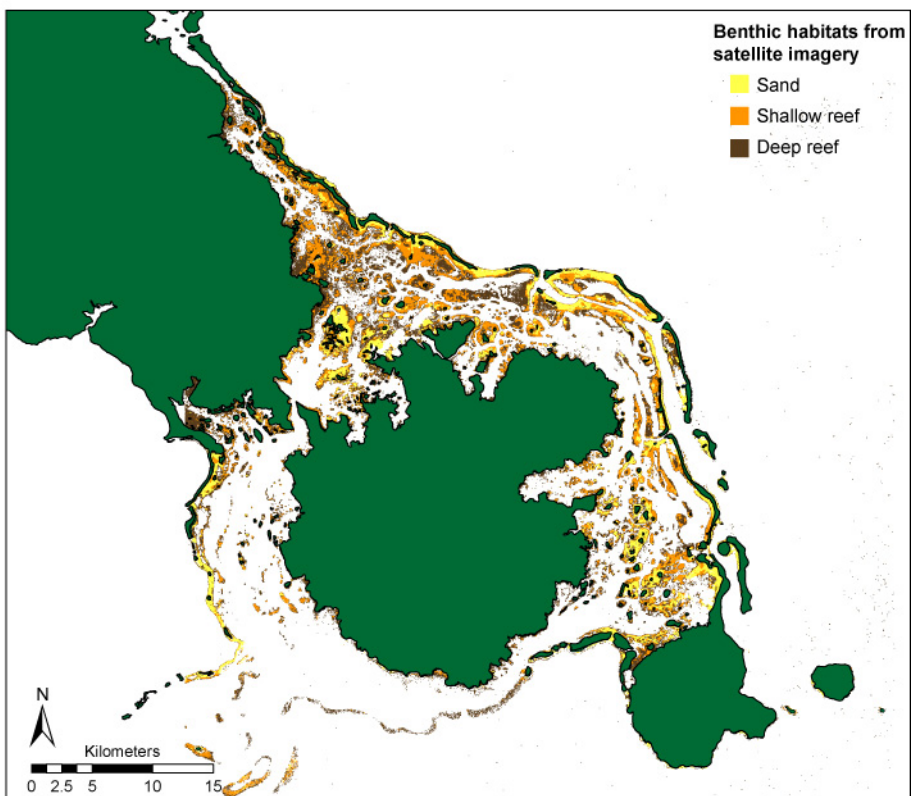 Benthic habitats from
satellite imagery
Sand
Shallow reef
Deep reef
N
Kilometers
0 2.5 5 10 15